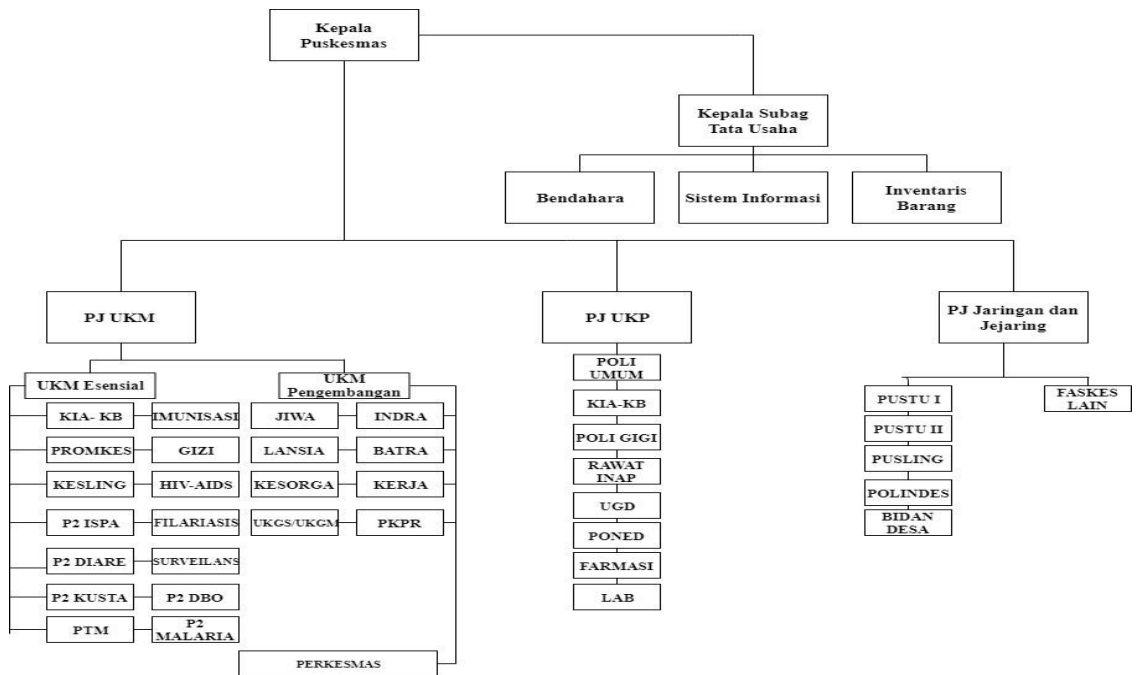 Kepala
Puskesmas
Kepala Subag
Tata Usaha
Bendahara
Sistem Informasi
Inventaris
Barang
PJ UKM
PJ UKP
PJ Jaringan dan
Jejaring
UKM Esensial
UKM
Pengembangan
KIA- KB
IMUNISASI
PROMKES
GIZI
KESLING
HIV-AIDS
P2 ISPA
FILARIASIS
P2 DIARE
SURVEILANS
P2 KUSTA
P2 DBO
PTM
P2
MALARIA
JIWA
INDRA
LANSIA
BATRA
KESORGA
KERJA
UKGS/UKGM
PKPR
PERKESMAS
POLI
UMUM
KIA-KB
POLI GIGI
RAWAT
INAP
UGD
PONED
FARMASI
LAB
PUSTU I
PUSTU II
PUSLING
POLINDES
BIDAN
DESA
FASKES
LAIN